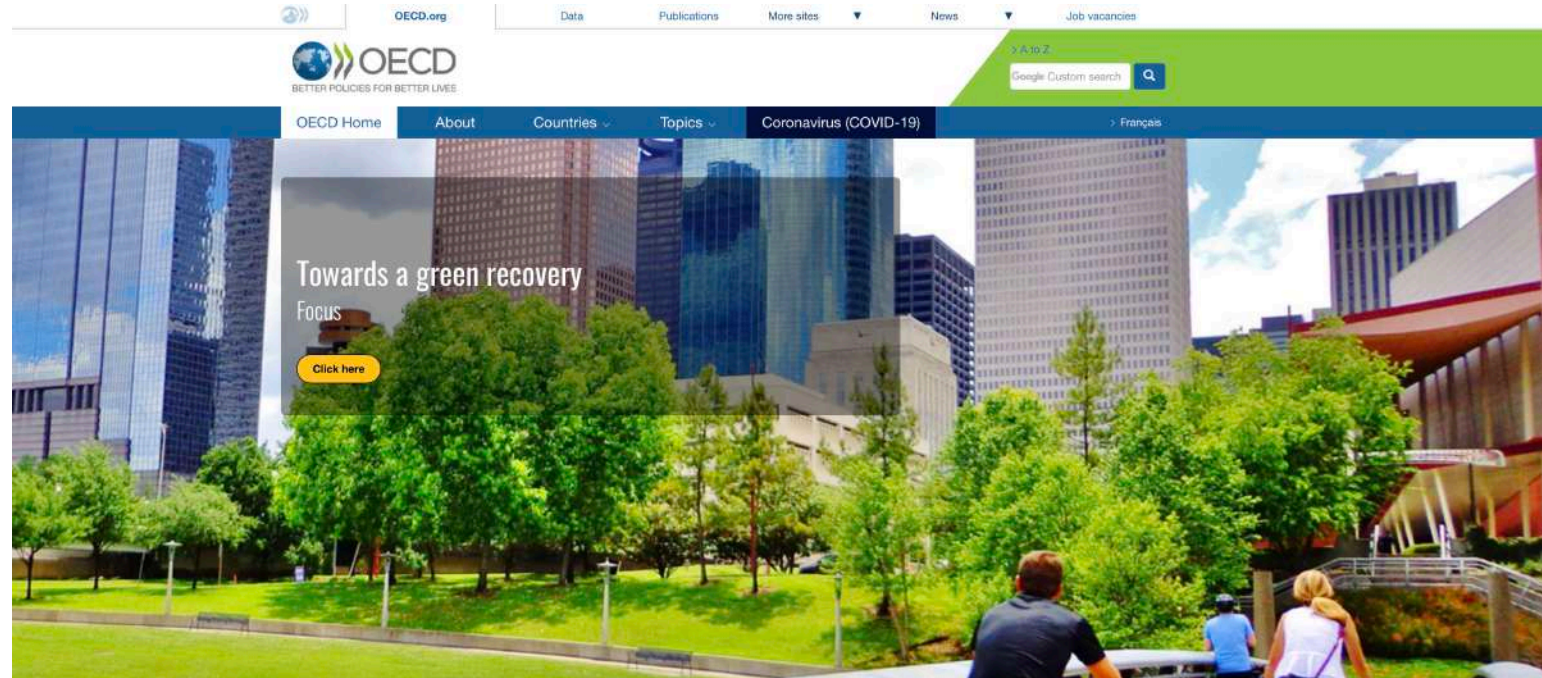 OECD.org Data Publications More sites ▼ News ▼ Job vacancies
OECD
BETTER POLICIES FOR BETTER LIVES
> A to Z
Google Custom search
OECD Home About Countries Topics Coronavirus (COVID-19) > Français
Towards a green recovery
Focus
Click here